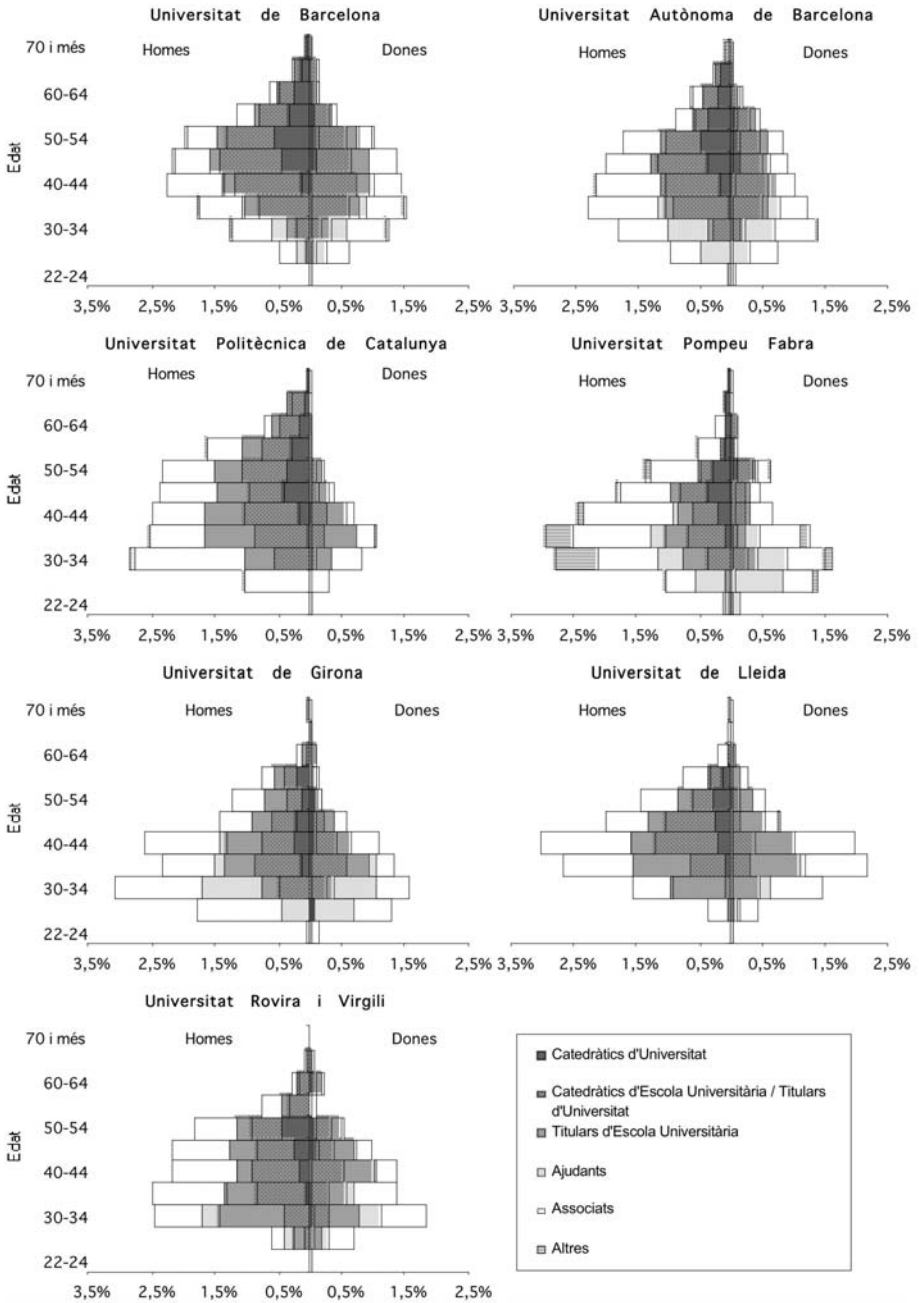 Universitat de Barcelona
Homes
Dones
70 i més
60-64
50-54
40-44
30-34
22-24
Edat
3,5% 2,5% 1,5% 0,5% 0,5% 1,5% 2,5%
Universitat Autònoma de Barcelona
Homes
Dones
3,5% 2,5% 1,5% 0,5% 0,5% 1,5% 2,5%
Universitat Politècnica de Catalunya
Homes
Dones
70 i més
60-64
50-54
40-44
30-34
22-24
Edat
3,5% 2,5% 1,5% 0,5% 0,5% 1,5% 2,5%
Universitat Pompeu Fabra
Homes
Dones
3,5% 2,5% 1,5% 0,5% 0,5% 1,5% 2,5%
Universitat de Girona
Homes
Dones
70 i més
60-64
50-54
40-44
30-34
22-24
Edat
3,5% 2,5% 1,5% 0,5% 0,5% 1,5% 2,5%
Universitat de Lleida
Homes
Dones
3,5% 2,5% 1,5% 0,5% 0,5% 1,5% 2,5%
Universitat Rovira i Virgili
Homes
Dones
70 i més
60-64
50-54
40-44
30-34
22-24
Edat
3,5% 2,5% 1,5% 0,5% 0,5% 1,5% 2,5%
Catedràtics d'Universitat
Catedràtics d'Escola Universitària / Titulars
d'Universitat
Titulars d'Escola Universitària
Ajudants
Associats
Altres